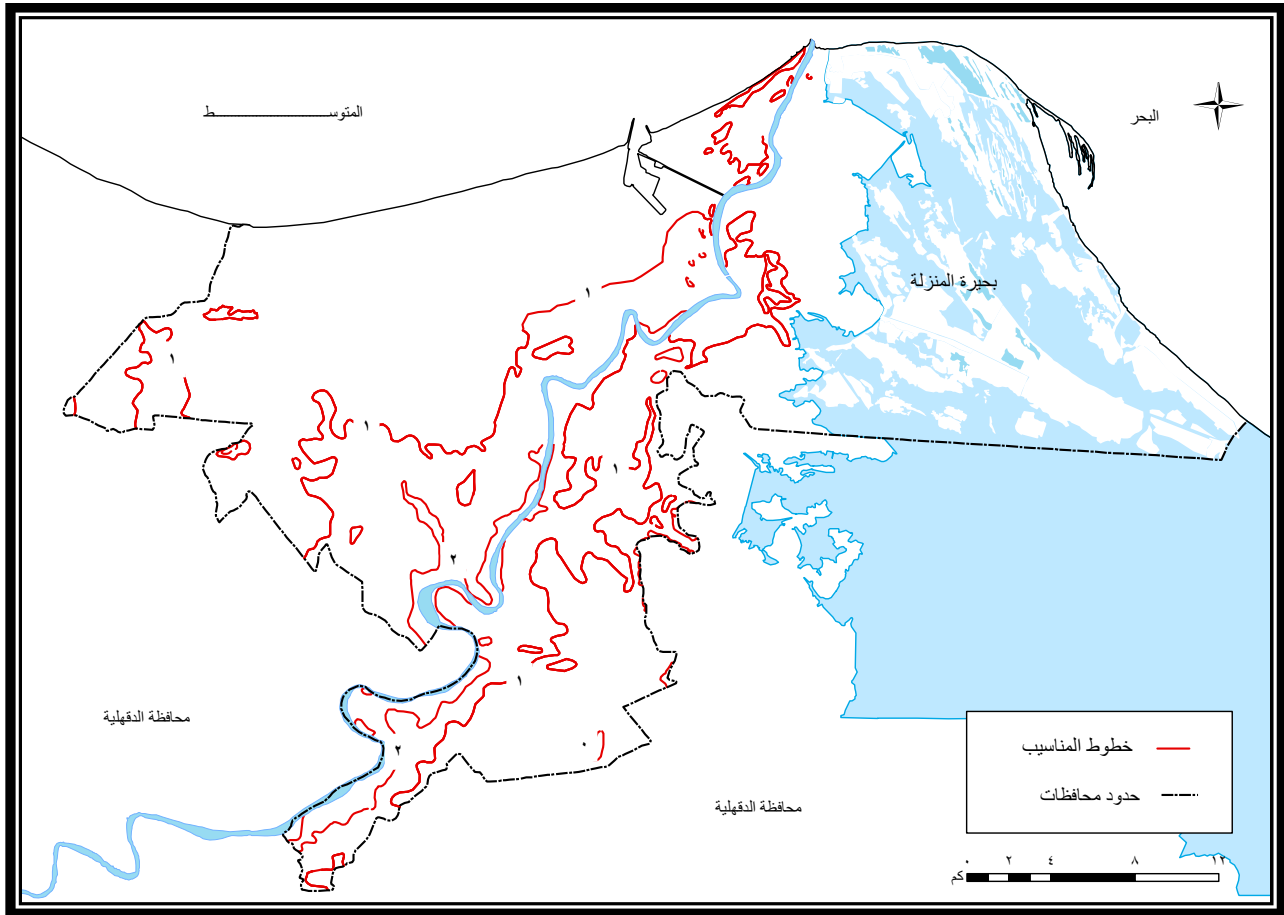 المتوســـــــــــــــــــــط
البحر
بحيرة المنزلة
١
١
١
١
٢
١
٢
٠
محافظة الدقهلية
محافظة الدقهلية
خطوط المناسيب
حدود محافظات
٠ ٢ ٤ ٨ ١٢
كم